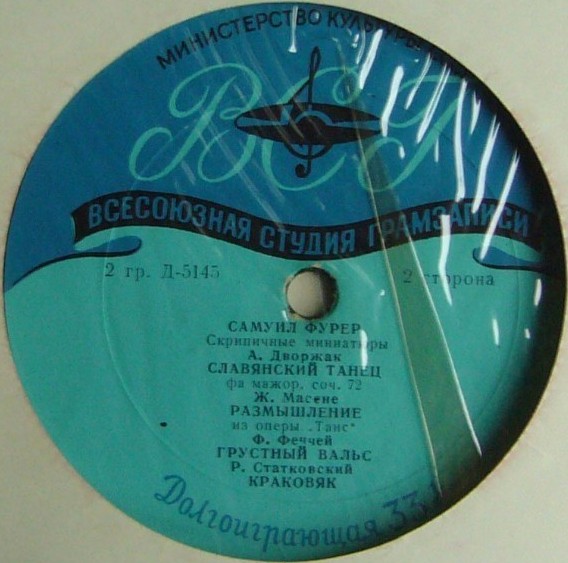 МИНИСТЕРСТВО КУЛЬТУРЫ
ВСГ
ВСЕСОЮЗНАЯ СТУДИЯ ГРАМЗАПИСИ
2 гр. Д-5145
2 сторона
САМУИЛ ФУРЕР
Скрипичные миниатюры
А. Дворжак
СЛАВЯНСКИЙ ТАНЕЦ
фа мажор, соч. 72
Ж. Масене
РАЗМЫШЛЕНИЕ
из оперы „Таис"
Ф. Феччей
ГРУСТНЫЙ ВАЛЬС
Р. Статковский
КРАКОВЯК
Долгоиграющая 33